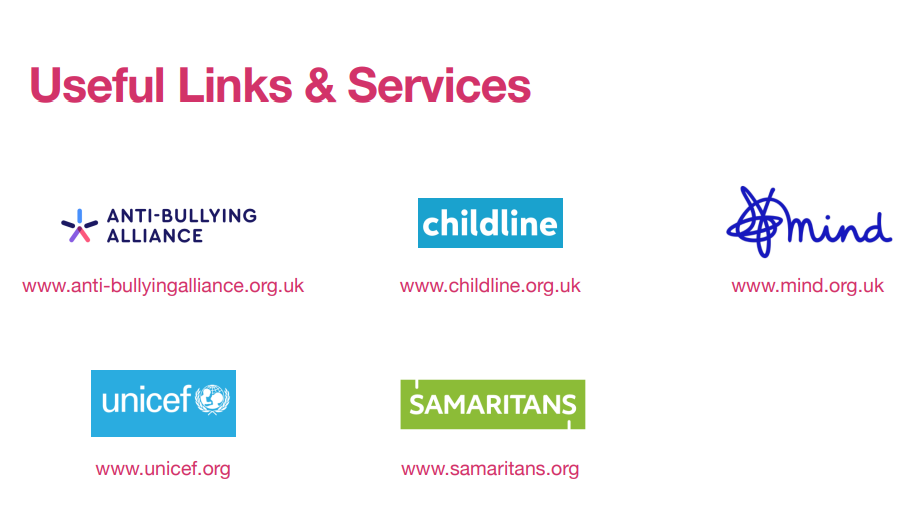 Useful Links & Services
ANTI-BULLYING
ALLIANCE
www.anti-bullyingalliance.org.uk
childline
www.childline.org.uk
mind
www.mind.org.uk
unicef
www.unicef.org
SAMARITANS
www.samaritans.org